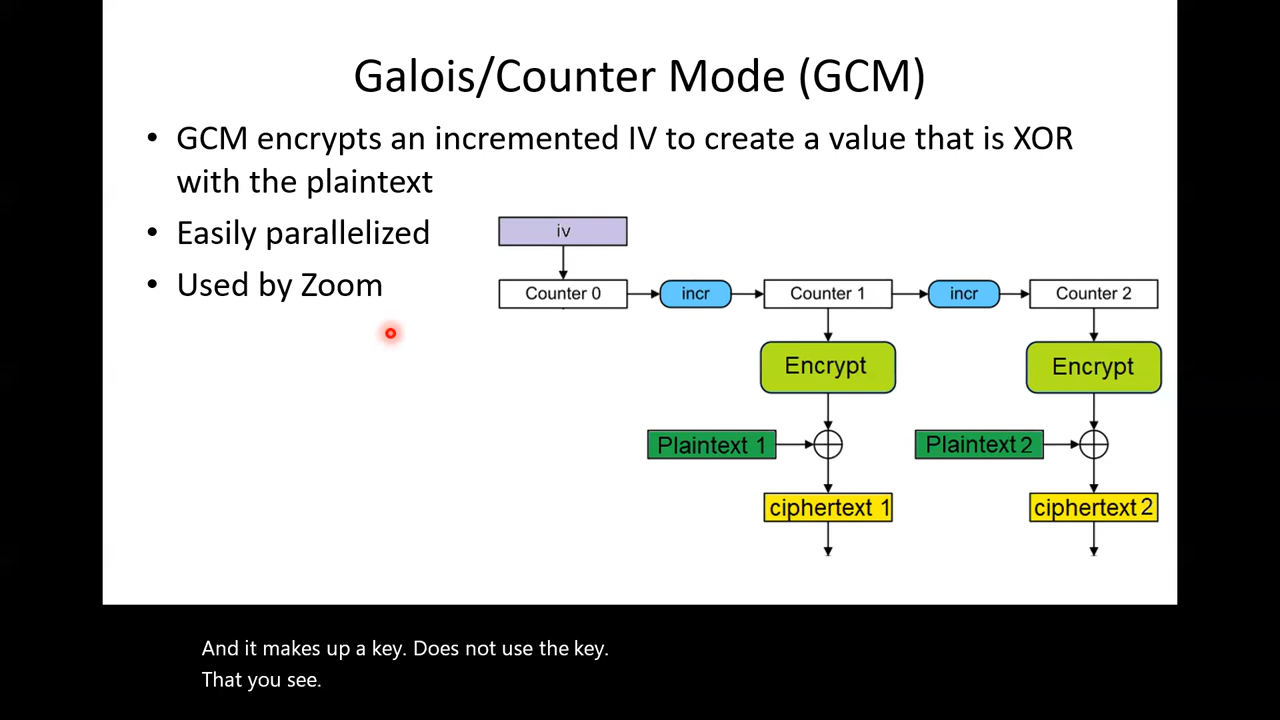 Galois/Counter Mode (GCM)
• GCM encrypts an incremented IV to create a value that is XOR
with the plaintext
• Easily parallelized
• Used by Zoom
iv
Counter 0
incr
Counter 1
incr
Counter 2
Encrypt
Encrypt
Plaintext 1
Plaintext 2
ciphertext 1
ciphertext 2
And it makes up a key. Does not use the key.
That you see.